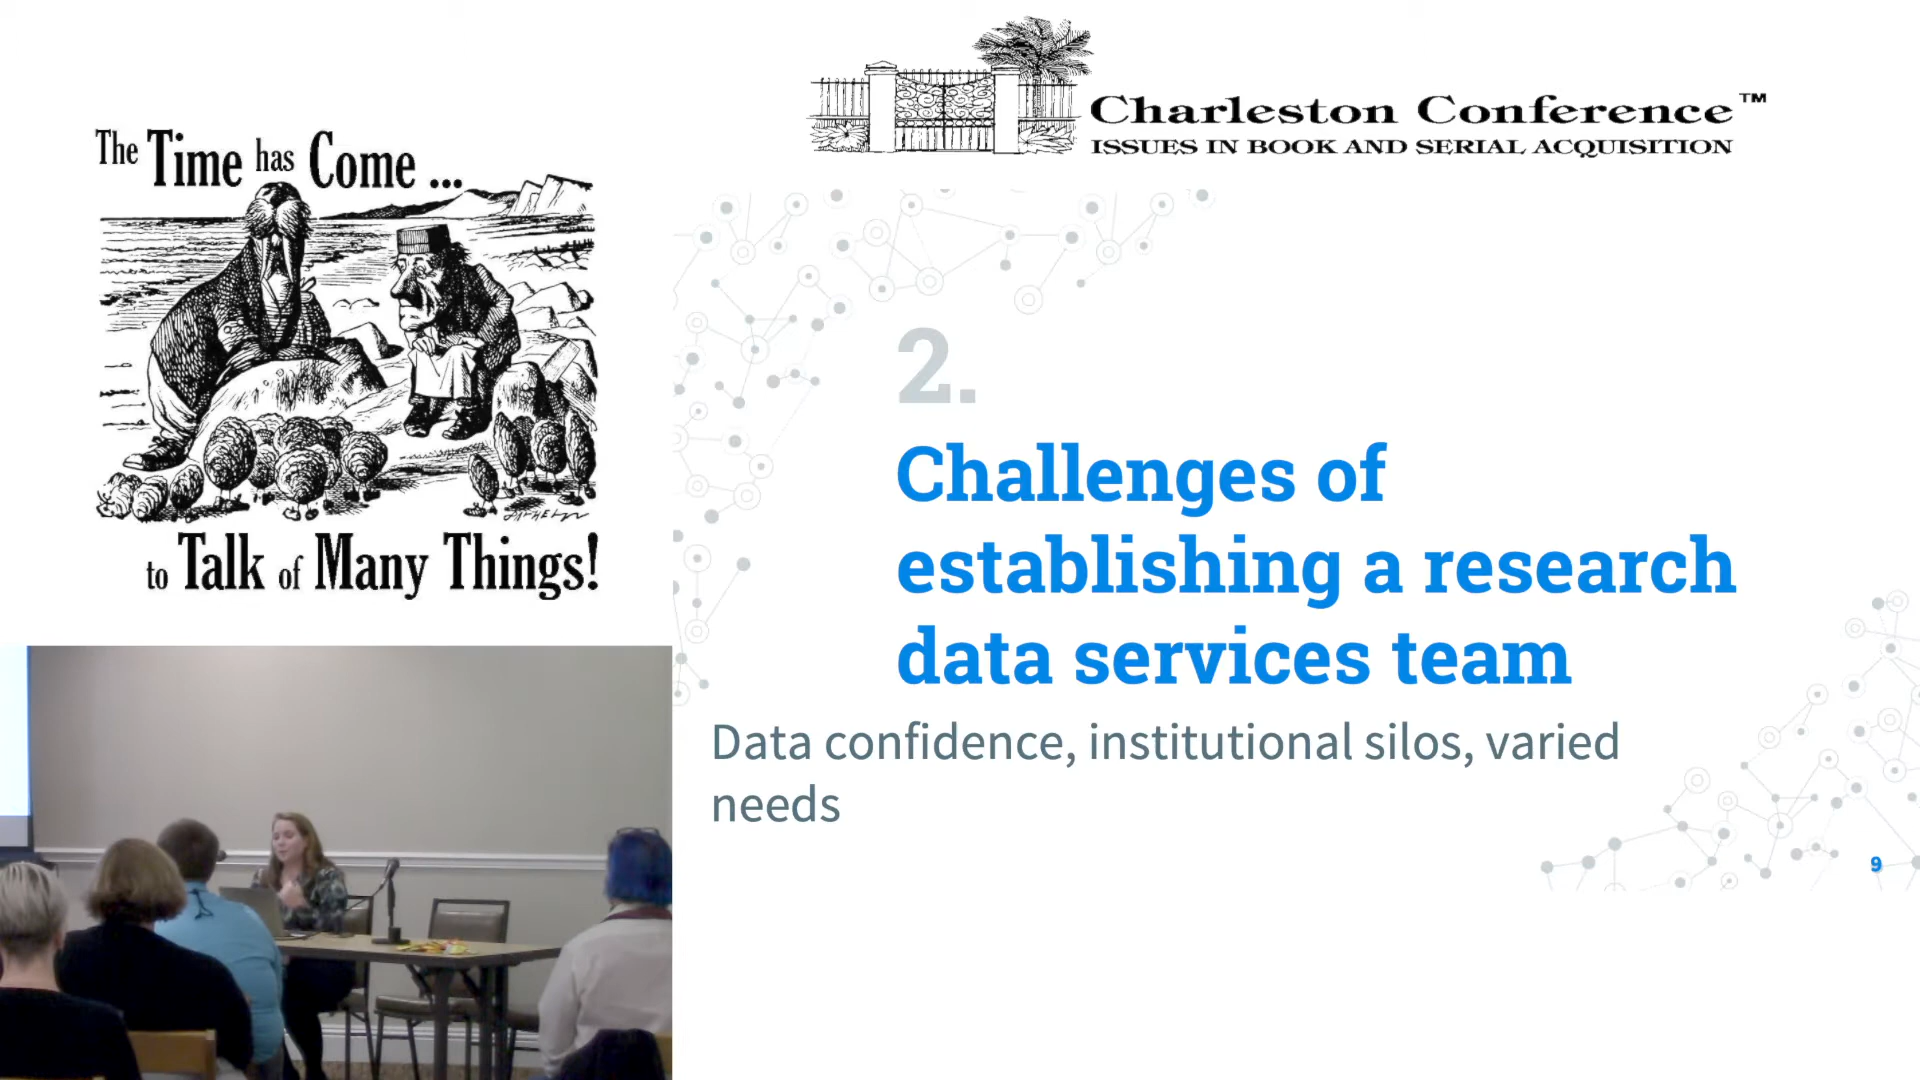 The Time has Come ...
to Talk of Many Things!
Charleston Conference™
ISSUES IN BOOK AND SERIAL ACQUISITION
2.
Challenges of
establishing a research
data services team
Data confidence, institutional silos, varied
needs
9